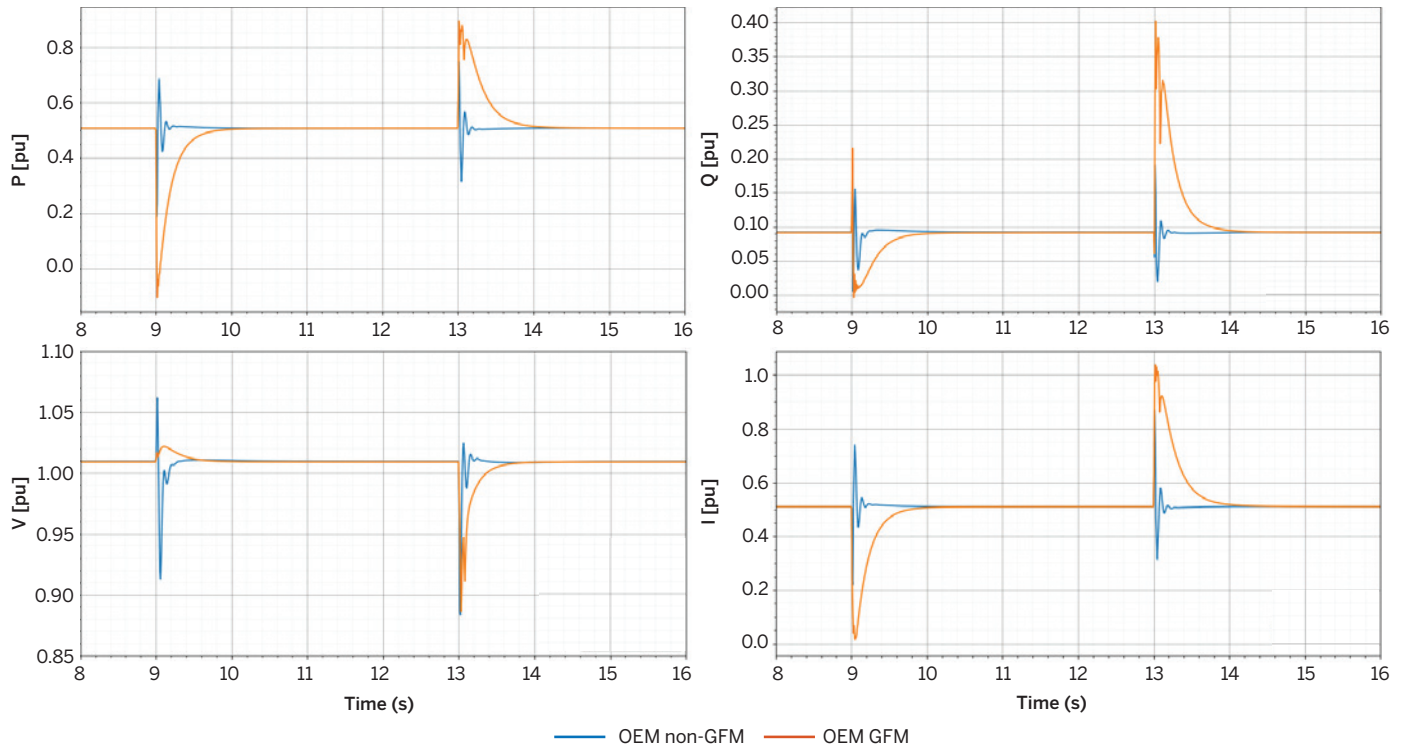 P [pu]
0.8
0.6
0.4
0.2
0.0
8 9 10 11 12 13 14 15 16
Q [pu]
0.40
0.35
0.30
0.25
0.20
0.15
0.10
0.05
0.00
8 9 10 11 12 13 14 15 16
V [pu]
1.10
1.05
1.00
0.95
0.90
0.85
8 9 10 11 12 13 14 15 16
Time (s)
I [pu]
1.0
0.8
0.6
0.4
0.2
0.0
8 9 10 11 12 13 14 15 16
Time (s)
OEM non-GFM OEM GFM